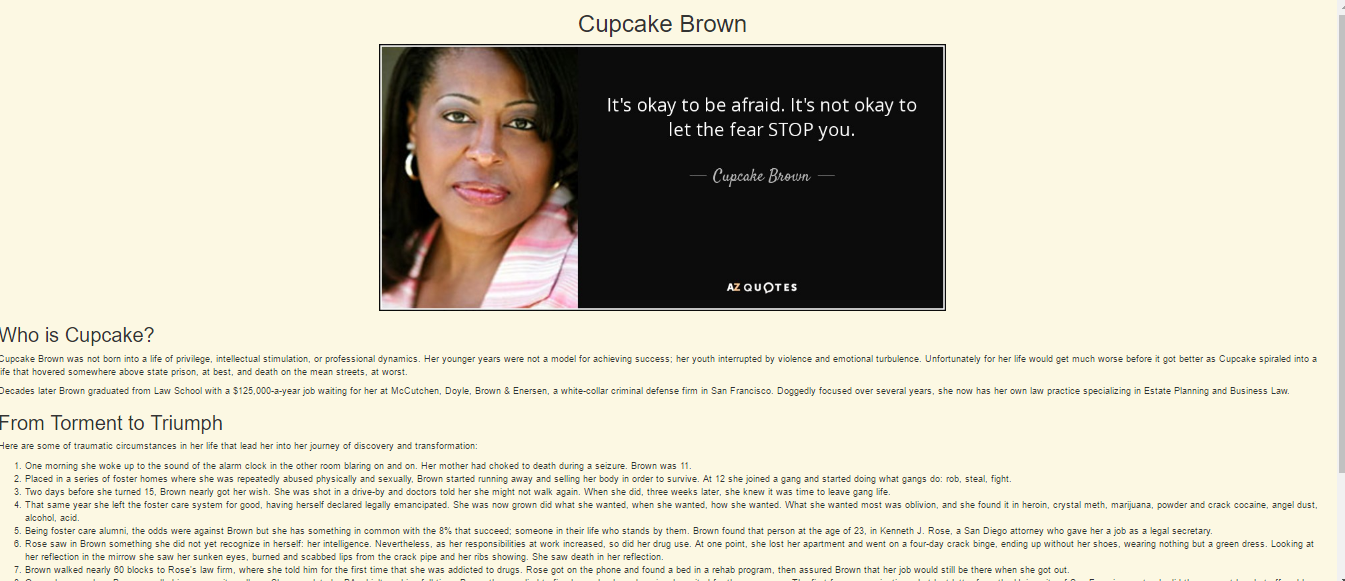 Cupcake Brown
It's okay to be afraid. It's not okay to
let the fear STOP you.
Cupcake Brown
AZ QUOTES
Who is Cupcake?
Cupcake Brown was not born into a life of privilege, intellectual stimulation, or professional dynamics. Her younger years were not a model for achieving success; her youth interrupted by violence and emotional turbulence. Unfortunately for her life would get much worse before it got better as Cupcake spiraled into a
life that hovered somewhere above state prison, at best, and death on the mean streets, at worst.
Decades later Brown graduated from Law School with a $125,000-a-year job waiting for her at McCutchen, Doyle, Brown & Enersen, a white-collar criminal defense firm in San Francisco. Doggedly focused over several years, she now has her own law practice specializing in Estate Planning and Business Law.
From Torment to Triumph
Here are some of traumatic circumstances in her life that lead her into her journey of discovery and transformation:
1. One morning she woke up to the sound of the alarm clock in the other room blaring on and on. Her mother had choked to death during a seizure. Brown was 11.
2. Placed in a series of foster homes where she was repeatedly abused physically and sexually, Brown started running away and selling her body in order to survive. At 12 she joined a gang and started doing what gangs do: rob, steal, fight.
3. Two days before she turned 15, Brown nearly got her wish. She was shot in a drive-by and doctors told her she might not walk again. When she did, three weeks later, she knew it was time to leave gang life.
4. That same year she left the foster care system for good, having herself declared legally emancipated. She was now grown did what she wanted, when she wanted, how she wanted. What she wanted most was oblivion, and she found it in heroin, crystal meth, marijuana, powder and crack cocaine, angel dust,
alcohol, acid.
5. Being foster care alumni, the odds were against Brown but she has something in common with the 8% that succeed; someone in their life who stands by them. Brown found that person at the age of 23, in Kenneth J. Rose, a San Diego attorney who gave her a job as a legal secretary.
6. Rose saw in Brown something she did not yet recognize in herself: her intelligence. Nevertheless, as her responsibilities at work increased, so did her drug use. At one point, she lost her apartment and went on a four-day crack binge, ending up without her shoes, wearing nothing but a green dress. Looking at
her reflection in the mirrow she saw her sunken eyes, burned and scabbed lips from the crack pipe and her ribs showing. She saw death in her reflection.
7. Brown walked nearly 60 blocks to Rose's law firm, where she told him for the first time that she was addicted to drugs. Rose got on the phone and found a bed in a rehab program, then assured Brown that her job would still be there when she got out.